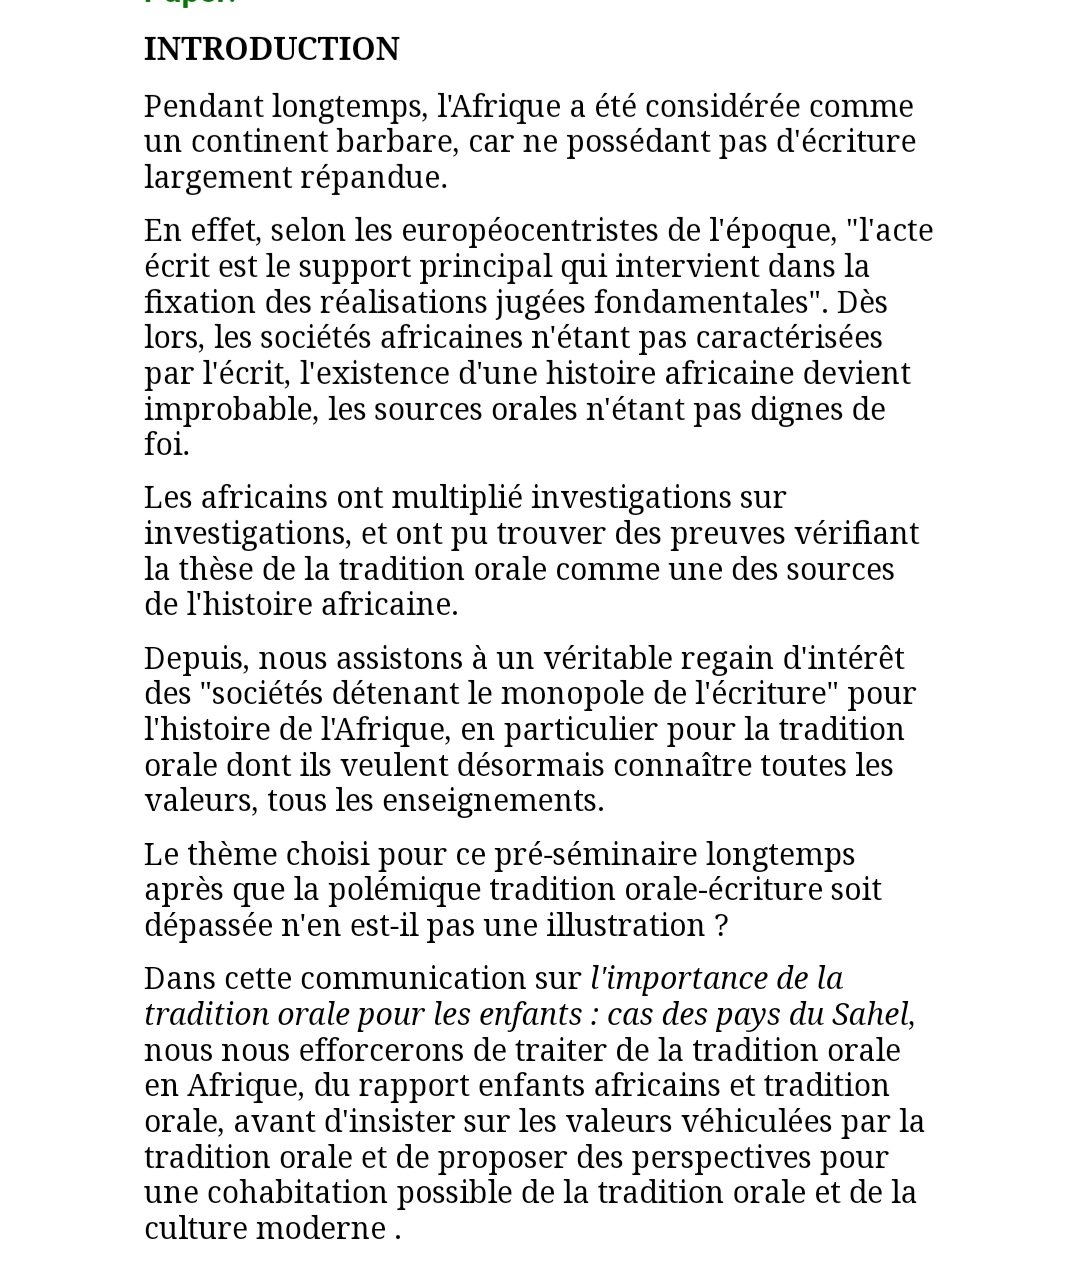 INTRODUCTION
Pendant longtemps, l'Afrique a été considérée comme
un continent barbare, car ne possédant pas d'écriture
largement répandue.
En effet, selon les européocentristes de l'époque, "l'acte
écrit est le support principal qui intervient dans la
fixation des réalisations jugées fondamentales". Dès
lors, les sociétés africaines n'étant pas caractérisées
par l'écrit, l'existence d'une histoire africaine devient
improbable, les sources orales n'étant pas dignes de
foi.
Les africains ont multiplié investigations sur
investigations, et ont pu trouver des preuves vérifiant
la thèse de la tradition orale comme une des sources
de l'histoire africaine.
Depuis, nous assistons à un véritable regain d'intérêt
des "sociétés détenant le monopole de l'écriture" pour
l'histoire de l'Afrique, en particulier pour la tradition
orale dont ils veulent désormais connaître toutes les
valeurs, tous les enseignements.
Le thème choisi pour ce pré-séminaire longtemps
après que la polémique tradition orale-écriture soit
dépassée n'en est-il pas une illustration ?
Dans cette communication sur l'importance de la
tradition orale pour les enfants : cas des pays du Sahel,
nous nous efforcerons de traiter de la tradition orale
en Afrique, du rapport enfants africains et tradition
orale, avant d'insister sur les valeurs véhiculées par la
tradition orale et de proposer des perspectives pour
une cohabitation possible de la tradition orale et de la
culture moderne .